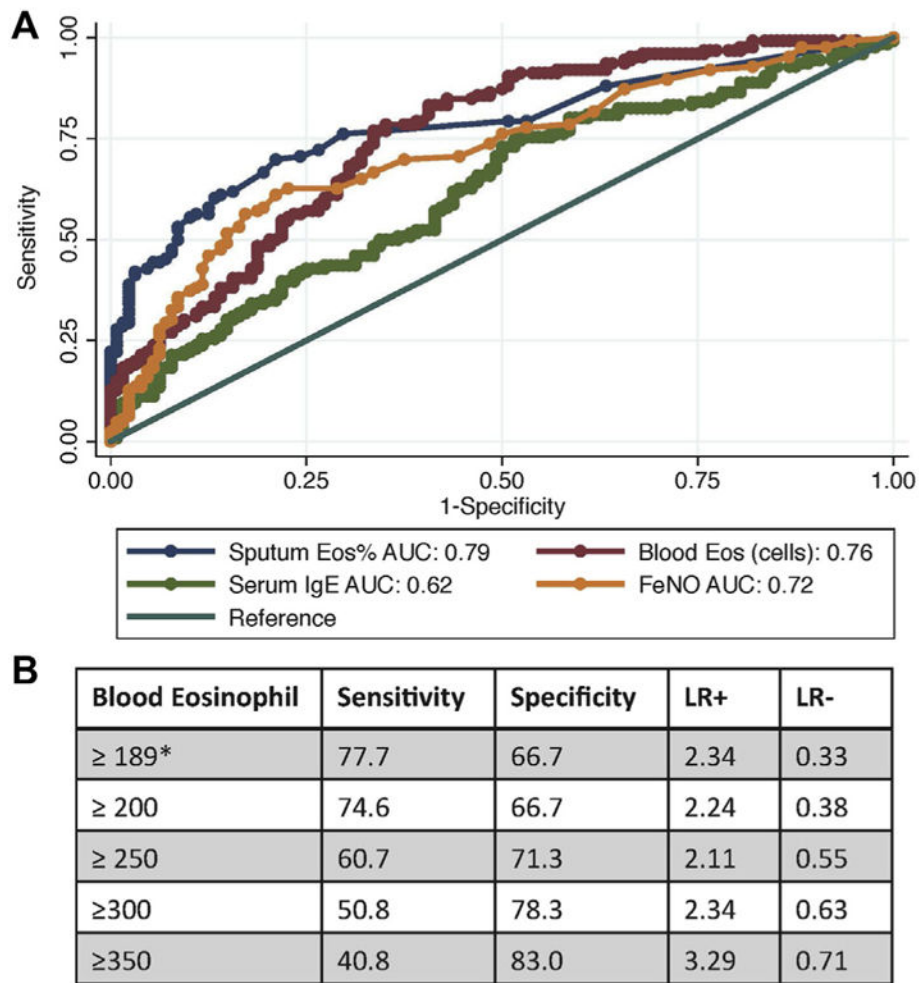 A
1.00
0.75
0.50
0.25
0.00
Sensitivity
0.00 0.25 0.50 0.75 1.00
1-Specificity
Sputum Eos% AUC: 0.79 Blood Eos (cells): 0.76
Serum IgE AUC: 0.62 FeNO AUC: 0.72
Reference
B
Blood Eosinophil Sensitivity Specificity LR+ LR-
≥ 189* 77.7 66.7 2.34 0.33
≥ 200 74.6 66.7 2.24 0.38
≥ 250 60.7 71.3 2.11 0.55
≥300 50.8 78.3 2.34 0.63
≥350 40.8 83.0 3.29 0.71